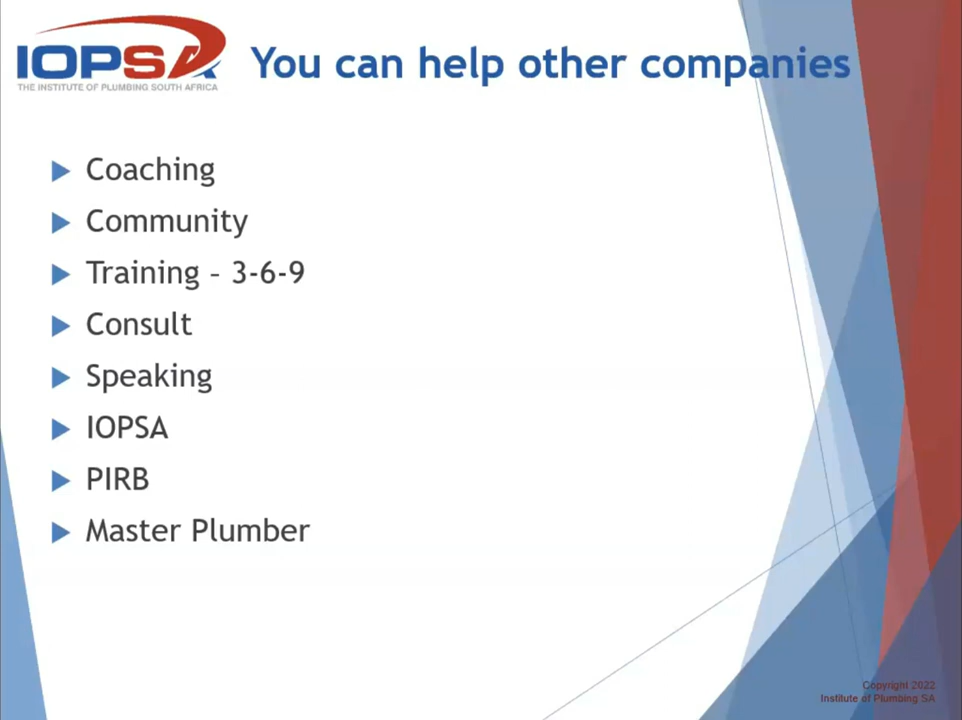 IOPSA
THE INSTITUTE OF PLUMBING SOUTH AFRICA
You can help other companies
Coaching
Community
Training – 3-6-9
Consult
Speaking
IOPSA
PIRB
Master Plumber
Copyright 2022
Institute of Plumbing SA